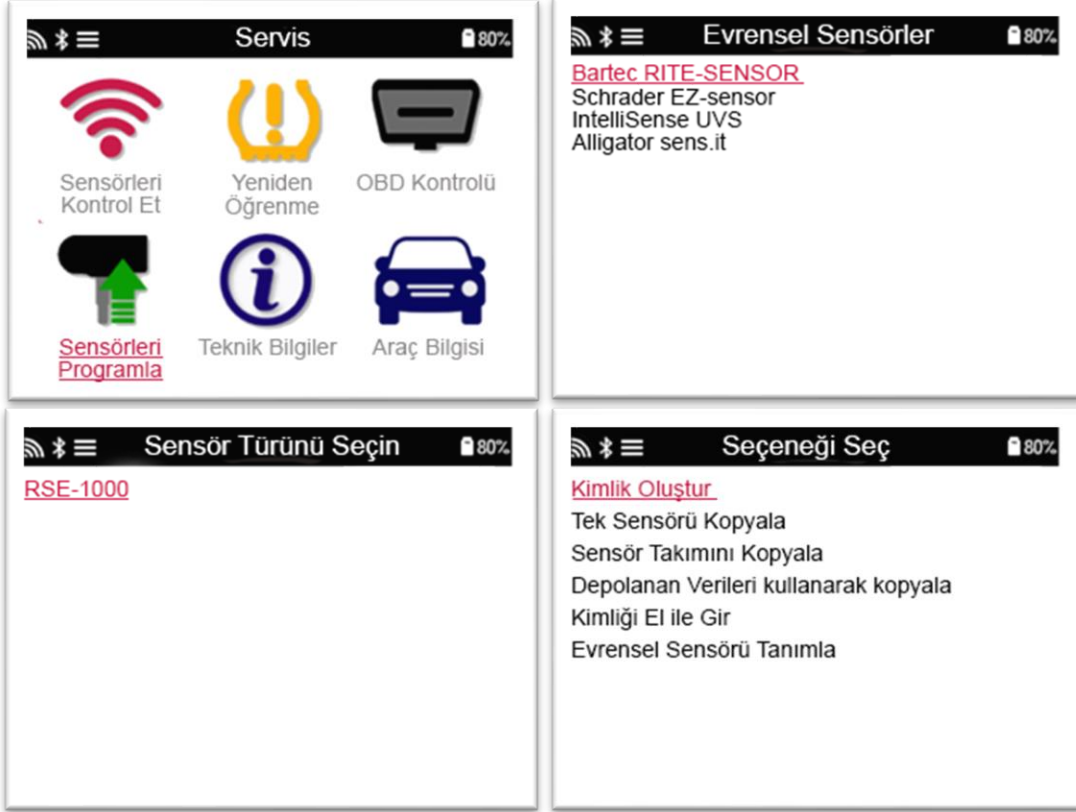 Servis
80%
Sensörleri
Kontrol Et
Yeniden
Öğrenme
OBD Kontrolü
Sensörleri
Programla
Teknik Bilgiler
Araç Bilgisi
Evrensel Sensörler
80%
Bartec RITE-SENSOR
Schrader EZ-sensor
IntelliSense UVS
Alligator sens.it
Sensör Türünü Seçin
80%
RSE-1000
Seçeneği Seç
80%
Kimlik Oluştur
Tek Sensörü Kopyala
Sensör Takımını Kopyala
Depolanan Verileri kullanarak kopyala
Kimliği El ile Gir
Evrensel Sensörü Tanımla